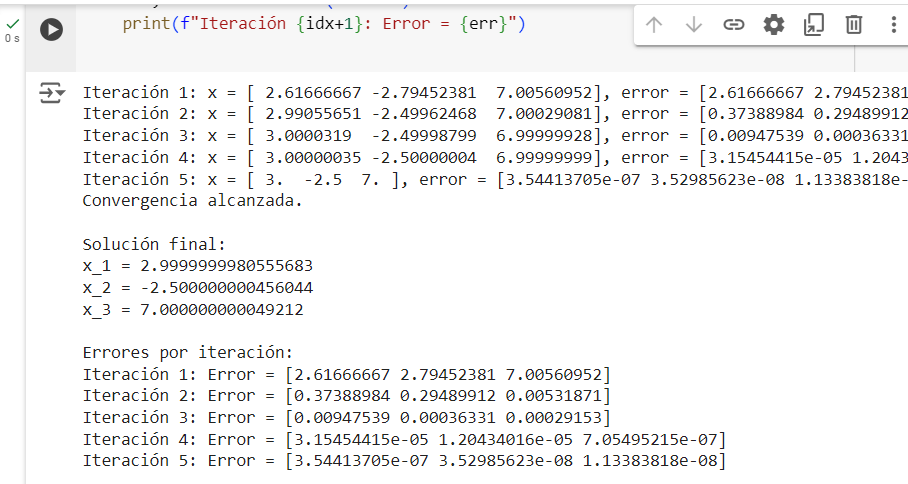 print(f"Iteración {idx+1}: Error = {err}")
0 s
Iteración 1: x = [ 2.61666667 -2.79452381  7.00560952], error = [2.61666667 2.79452381
Iteración 2: x = [ 2.99055651 -2.49962468  7.00029081], error = [0.37388984 0.29489912
Iteración 3: x = [ 3.0000319  -2.49998799  6.99999928], error = [0.00947539 0.00036331
Iteración 4: x = [ 3.00000035 -2.50000004  6.99999999], error = [3.15454415e-05 1.2043
Iteración 5: x = [ 3.  -2.5  7. ], error = [3.54413705e-07 3.52985623e-08 1.13383818e-
Convergencia alcanzada.
Solución final:
x_1 = 2.9999999980555683
x_2 = -2.500000000456044
x_3 = 7.000000000049212
Errores por iteración:
Iteración 1: Error = [2.61666667 2.79452381 7.00560952]
Iteración 2: Error = [0.37388984 0.29489912 0.00531871]
Iteración 3: Error = [0.00947539 0.00036331 0.00029153]
Iteración 4: Error = [3.15454415e-05 1.20434016e-05 7.05495215e-07]
Iteración 5: Error = [3.54413705e-07 3.52985623e-08 1.13383818e-08]